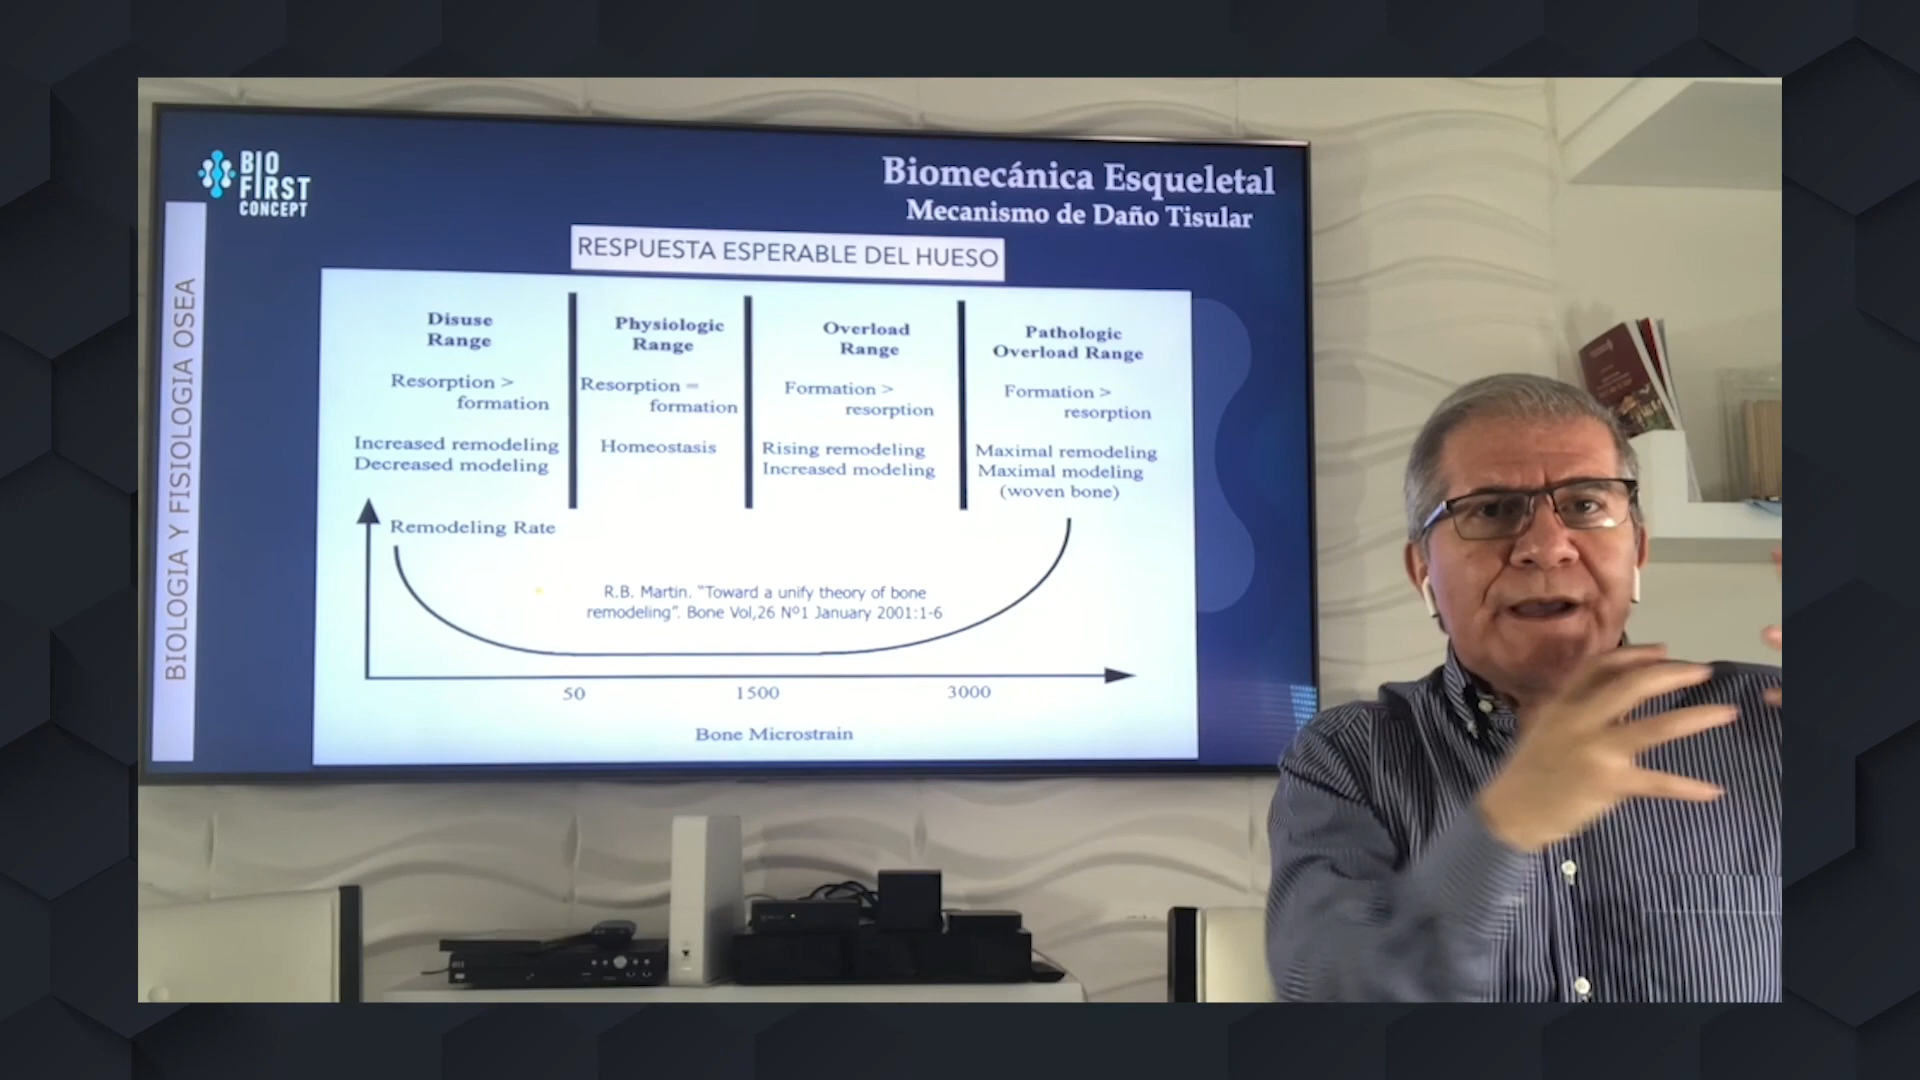 BIO
FIRST
CONCEPT
Biomecánica Esqueletal
Mecanismo de Daño Tisular
RESPUESTA ESPERABLE DEL HUESO
BIOLOGIA Y FISIOLOGIA OSEA
Disuse
Range
Resorption >
formation
Increased remodeling
Decreased modeling
Physiologic
Range
Resorption =
formation
Homeostasis
Overload
Range
Formation >
resorption
Rising remodeling
Increased modeling
Pathologic
Overload Range
Formation >
resorption
Maximal remodeling
Maximal modeling
(woven bone)
Remodeling Rate
R.B. Martin. “Toward a unify theory of bone
remodeling”. Bone Vol,26 Nº1 January 2001:1-6
50 1500 3000
Bone Microstrain